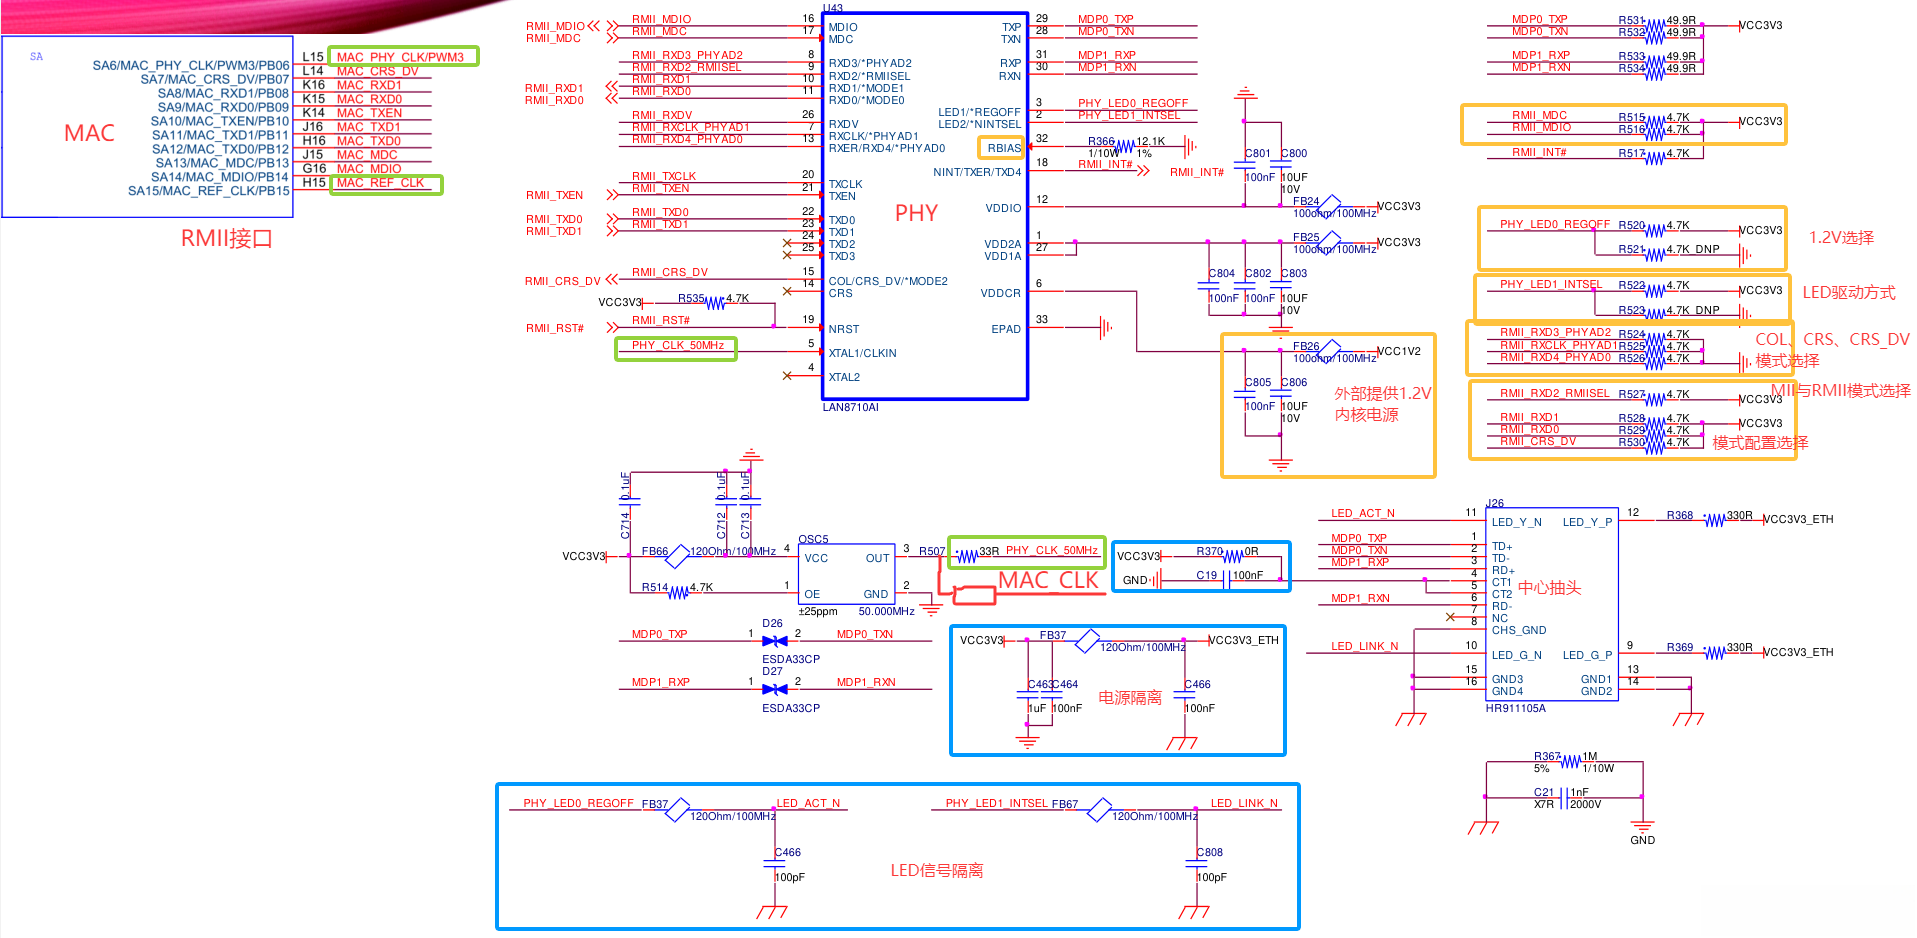 SA
SA6/MAC_PHY_CLK/PWM3/PB06 L15 MAC_PHY_CLK/PWM3
SA7/MAC_CRS_DV/PB07 L14 MAC_CRS_DV
SA8/MAC_RXD1/PB08 K16 MAC_RXD1
SA9/MAC_RXD0/PB09 K15 MAC_RXD0
SA10/MAC_TXEN/PB10 K14 MAC_TXEN
SA11/MAC_TXD1/PB11 J16 MAC_TXD1
SA12/MAC_TXD0/PB12 H16 MAC_TXD0
SA13/MAC_MDC/PB13 J15 MAC_MDC
SA14/MAC_MDIO/PB14 G16 MAC_MDIO
SA15/MAC_REF_CLK/PB15 H15 MAC_REF_CLK
MAC
RMII接口
U43
RMII_MDIO RMII_MDIO 16 MDIO
RMII_MDC RMII_MDC 17 MDC
RMII_RXD3_PHYAD2 8 RXD3/*PHYAD2
RMII_RXD2_RMIISEL 9 RXD2/*RMIISEL
RMII_RXD1 RMII_RXD1 10 RXD1/*MODE1
RMII_RXD0 RMII_RXD0 11 RXD0/*MODE0
RMII_RXDV 26 RXDV
RMII_RXCLK_PHYAD1 7 RXCLK/*PHYAD1
RMII_RXD4_PHYAD0 13 RXER/RXD4/*PHYAD0
RMII_TXCLK 20 TXCLK
RMII_TXEN RMII_TXEN 21 TXEN
RMII_TXD0 RMII_TXD0 22 TXD0
RMII_TXD1 RMII_TXD1 23 TXD1
24 TXD2
25 TXD3
RMII_CRS_DV RMII_CRS_DV 15 COL/CRS_DV/*MODE2
14 CRS
VCC3V3 R535 4.7K
RMII_RST# RMII_RST# 19 NRST
PHY_CLK_50MHz 5 XTAL1/CLKIN
4 XTAL2
PHY
LAN8710AI
TXP 29 MDP0_TXP
TXN 28 MDP0_TXN
RXP 31 MDP1_RXP
RXN 30 MDP1_RXN
LED1/*REGOFF 3 PHY_LED0_REGOFF
LED2/*NINTSEL 2 PHY_LED1_INTSEL
RBIAS 32 R366 12.1K
1/10W 1%
NINT/TXER/TXD4 18 RMII_INT# RMII_INT#
VDDIO 12
VDD2A 1
VDD1A 27
VDDCR 6
EPAD 33
C801 C800
100nF 10UF
10V
FB24 VCC3V3
100ohm/100MHz
FB25 VCC3V3
100ohm/100MHz
C804 C802 C803
100nF 100nF 10UF
10V
FB26 VCC1V2
100ohm/100MHz
C805 C806
100nF 10UF
10V
外部提供1.2V
内核电源
MDP0_TXP R531 49.9R VCC3V3
MDP0_TXN R532 49.9R
MDP1_RXP R533 49.9R
MDP1_RXN R534 49.9R
RMII_MDC R515 4.7K VCC3V3
RMII_MDIO R516 4.7K
RMII_INT# R517 4.7K
PHY_LED0_REGOFF R520 4.7K VCC3V3
R521 4.7K DNP
1.2V选择
PHY_LED1_INTSEL R522 4.7K VCC3V3
R523 4.7K DNP
LED驱动方式
RMII_RXD3_PHYAD2 R524 4.7K
RMII_RXCLK_PHYAD1 R525 4.7K
RMII_RXD4_PHYAD0 R526 4.7K
COL、CRS、CRS_DV
模式选择
MII与RMII模式选择
RMII_RXD2_RMIISEL R527 4.7K VCC3V3
RMII_RXD1 R528 4.7K VCC3V3
RMII_RXD0 R529 4.7K
RMII_CRS_DV R530 4.7K
模式配置选择
0.1uF 0.1uF 0.1uF
C714 C712 C713
VCC3V3 FB66 120Ohm/100MHz
R514 4.7K
OSC5
4 VCC OUT 3
1 OE GND 2
±25ppm 50.000MHz
R507 33R PHY_CLK_50MHz
MAC_CLK
VCC3V3 R370 0R
GND C19 100nF
MDP0_TXP 1 D26 2 MDP0_TXN
ESDA33CP
MDP1_RXP 1 D27 2 MDP1_RXN
ESDA33CP
VCC3V3 FB37 VCC3V3_ETH
120Ohm/100MHz
C463 C464 C466
1uF 100nF 100nF
电源隔离
J26
LED_ACT_N 11 LED_Y_N LED_Y_P 12 R368 330R VCC3V3_ETH
MDP0_TXP 1 TD+
MDP0_TXN 2 TD-
MDP1_RXP 3 RD+
4 CT1
5 CT2
MDP1_RXN 6 RD-
7 NC
8 CHS_GND
中心抽头
LED_LINK_N 10 LED_G_N LED_G_P 9 R369 330R VCC3V3_ETH
15 GND3 GND1 13
16 GND4 GND2 14
HR911105A
R367 1M
5% 1/10W
C21 1nF
X7R 2000V
GND
PHY_LED0_REGOFF FB37 LED_ACT_N
120Ohm/100MHz
C466
100pF
PHY_LED1_INTSEL FB67 LED_LINK_N
120Ohm/100MHz
C808
100pF
LED信号隔离